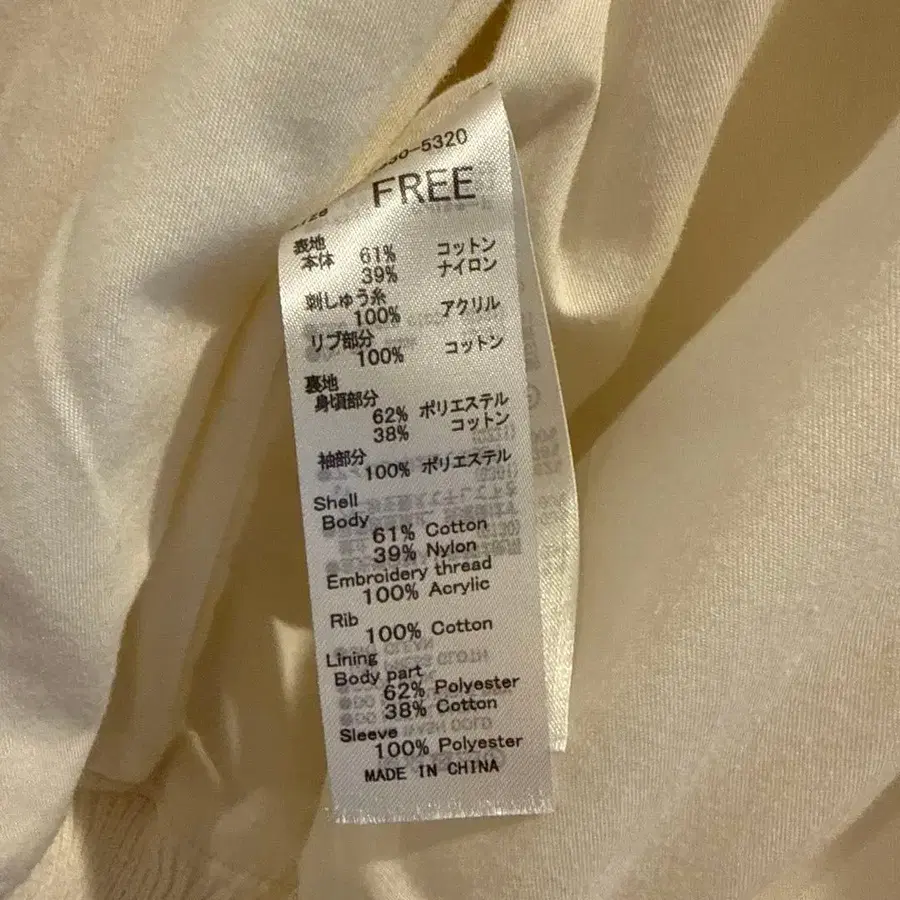 -5320
FREE
表地
本体 61% コットン
39% ナイロン
刺しゅう糸
100% アクリル
リブ部分
100% コットン
裏地
身頃部分
62% ポリエステル
38% コットン
袖部分
100% ポリエステル
Shell
Body
61% Cotton
39% Nylon
Embroidery thread
100% Acrylic
Rib
100% Cotton
Lining
Body part
62% Polyester
38% Cotton
Sleeve
100% Polyester
MADE IN CHINA